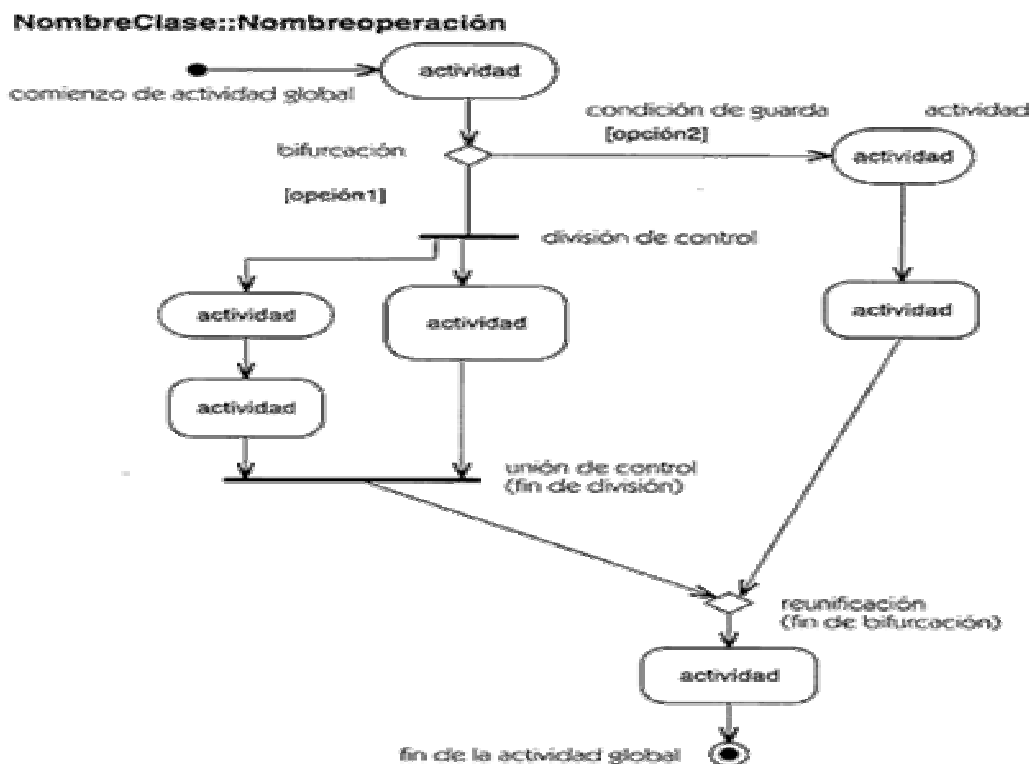 NombreClase::Nombreoperación
actividad
comienzo de actividad global
condición de guarda
actividad
[opción2]
bifurcación
actividad
[opción1]
división de control
actividad
actividad
actividad
actividad
unión de control
(fin de división)
reunificación
(fin de bifurcación)
actividad
fin de la actividad global